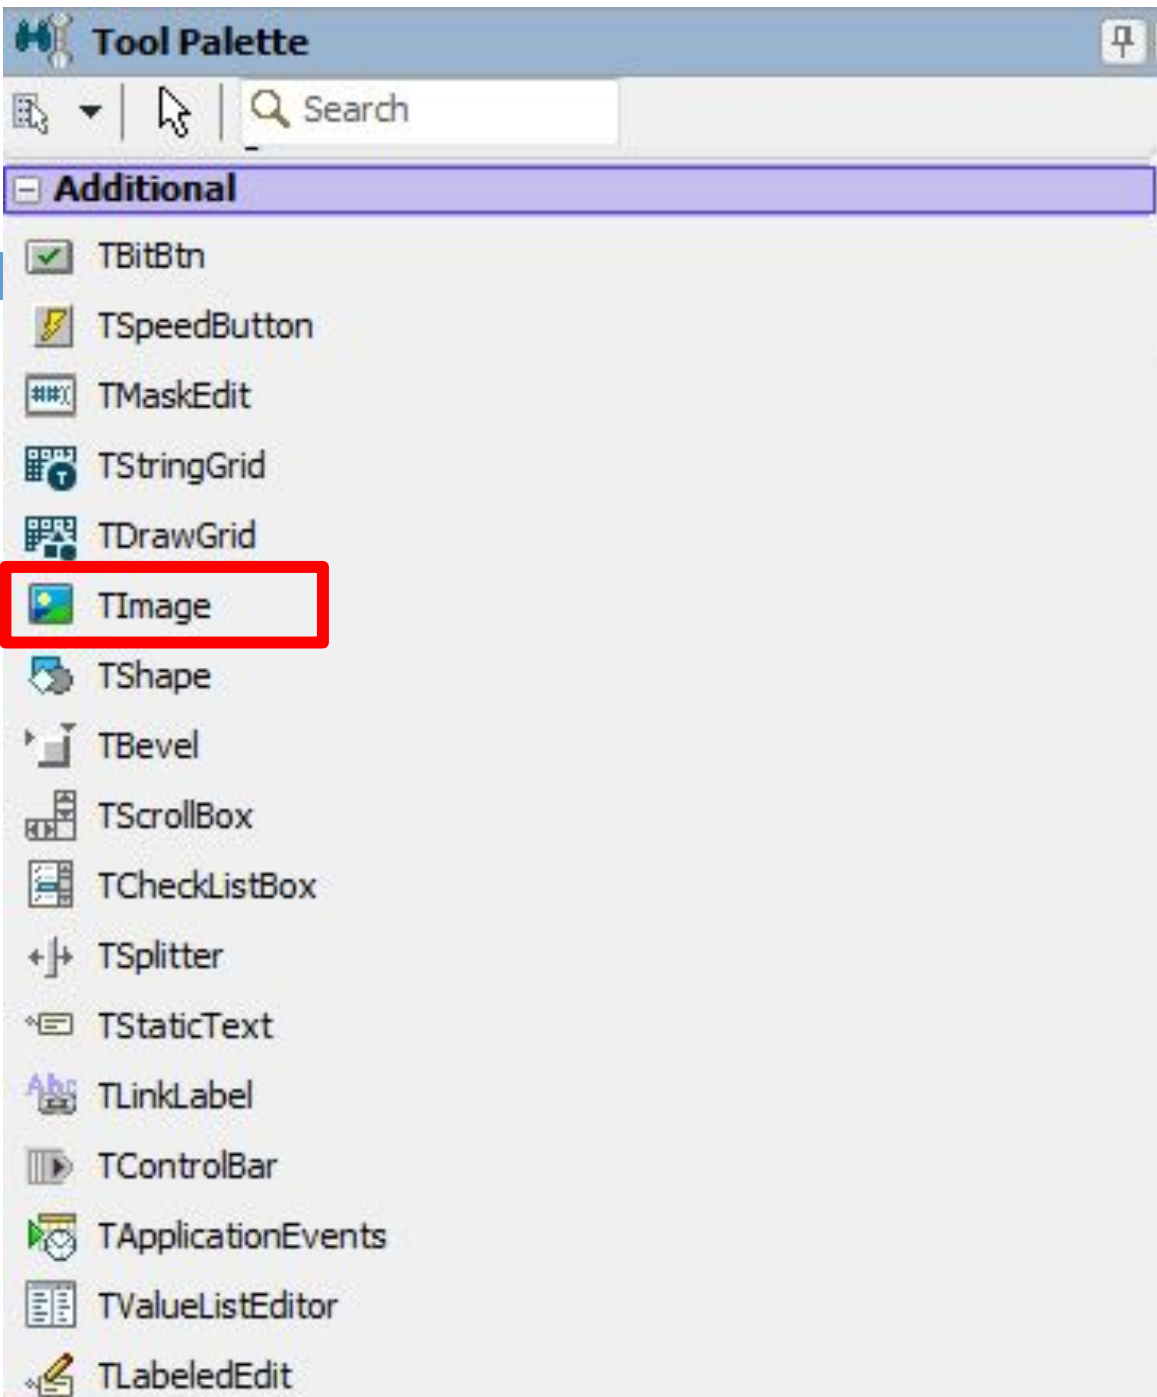 Tool Palette
Search
Additional
TBitBtn
TSpeedButton
TMaskEdit
TStringGrid
TDrawGrid
TImage
TShape
TBevel
TScrollBox
TCheckListBox
TSplitter
TStaticText
TLinkLabel
TControlBar
TApplicationEvents
TValueListEditor
TLabeledEdit